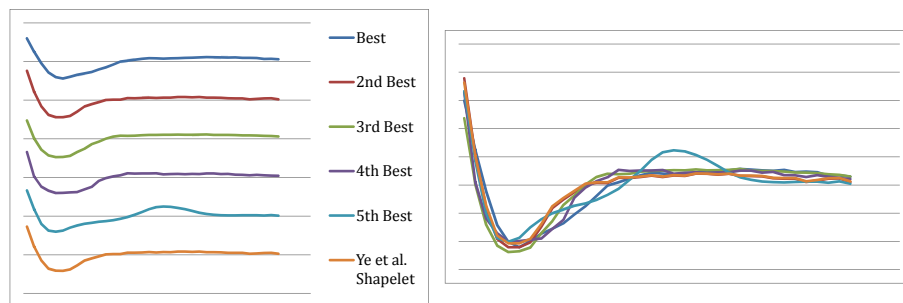 Best
2nd Best
3rd Best
4th Best
5th Best
Ye et al.
Shapelet